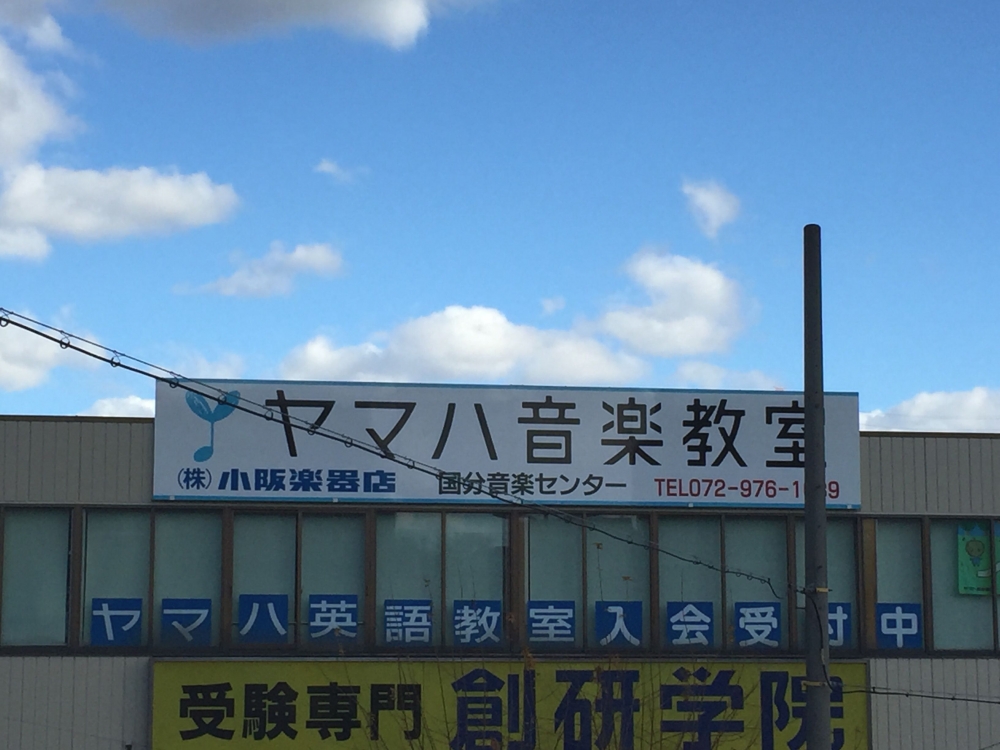 ヤマハ音楽教室
(株)小阪楽器店 国分音楽センター TEL072-976-
ヤマハ英語教室入会受付中
受験専門 創研学院